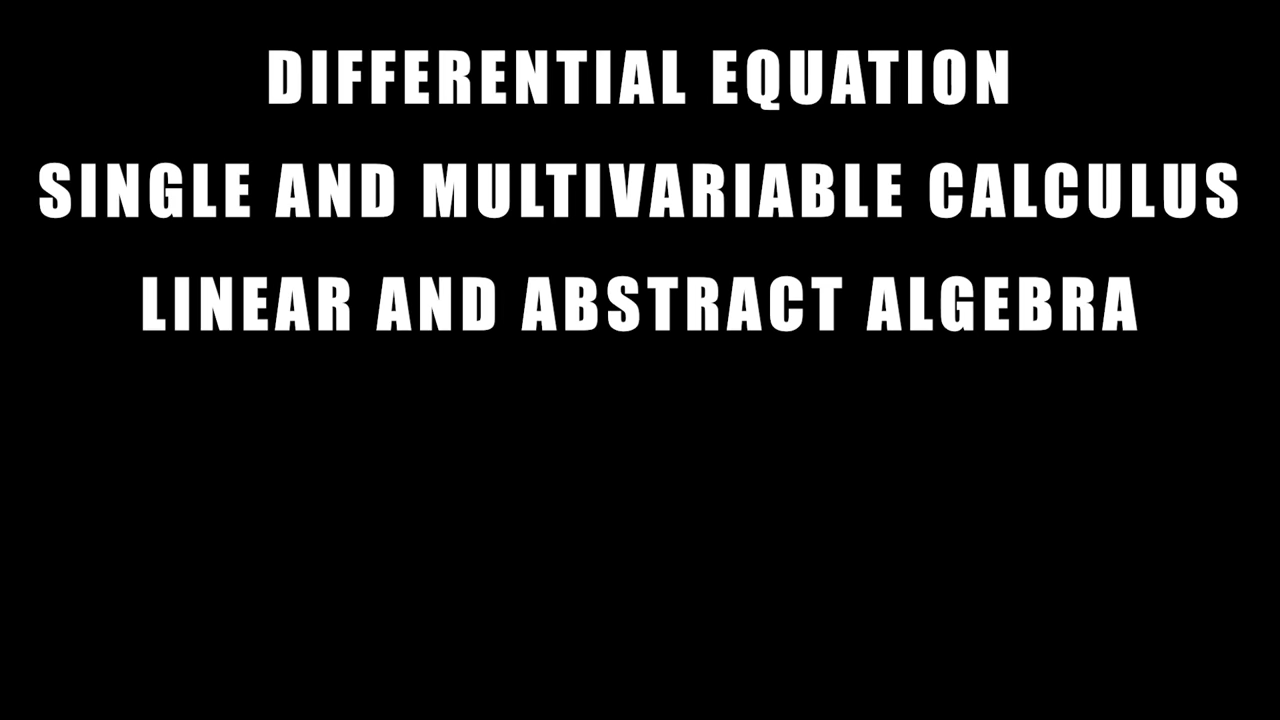 DIFFERENTIAL EQUATION
SINGLE AND MULTIVARIABLE CALCULUS
LINEAR AND ABSTRACT ALGEBRA